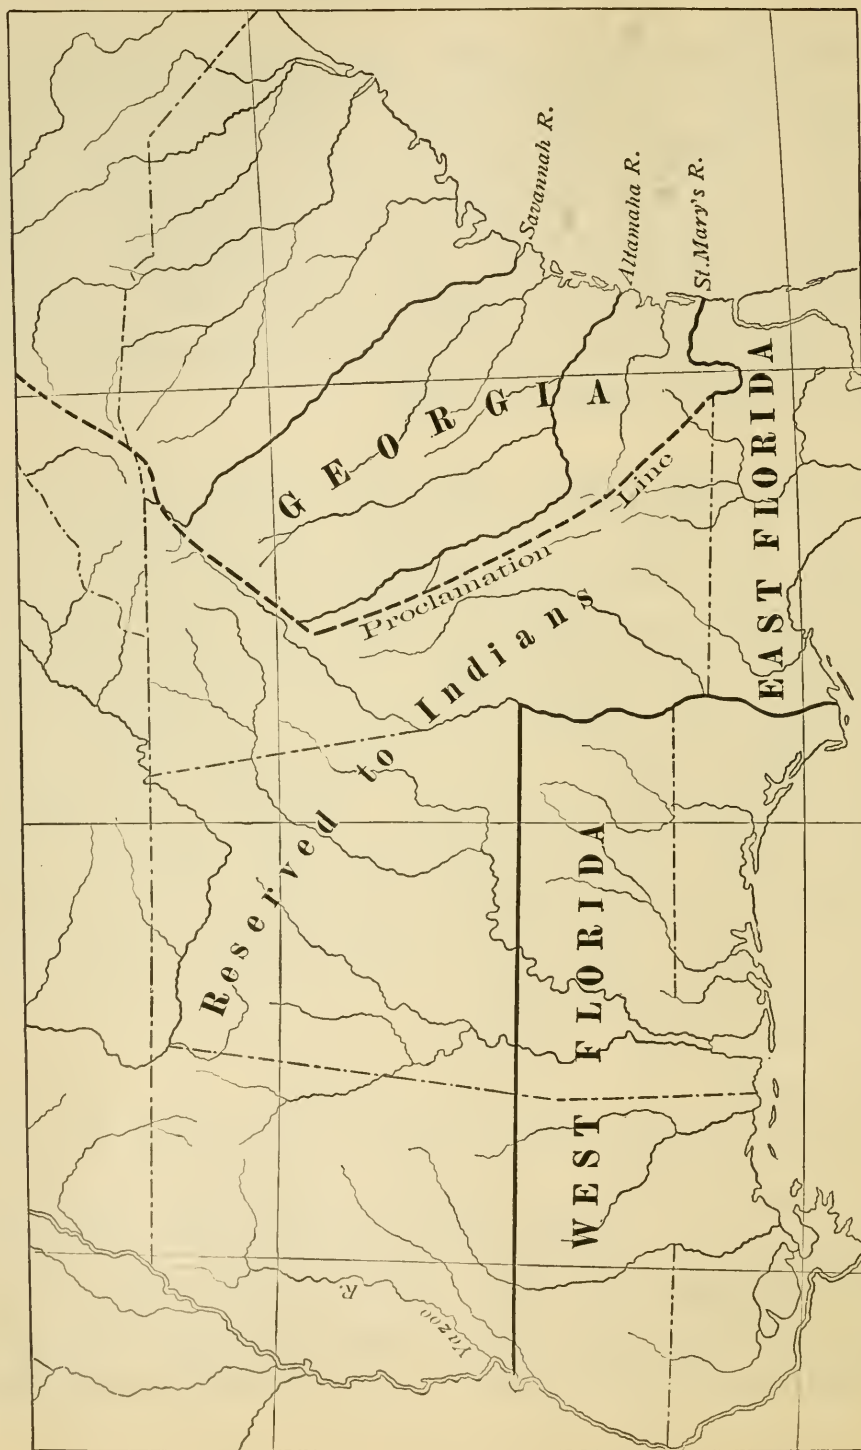 Savannah R.
Altamaha R.
St. Mary's R.
GEORGIA
Proclamation Line
Reserved to Indians
EAST FLORIDA
WEST FLORIDA
Yazoo R.